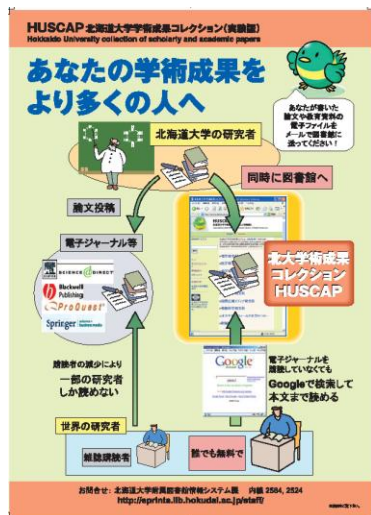 HUSCAP 北海道大学学術成果コレクション(実験版)
Hokkaido University collection of scholarly and academic papers
あなたの学術成果を
より多くの人へ
あなたが書いた
論文や教育資料の
電子ファイルを
メールで図書館に
送ってください!
北海道大学の研究者
同時に図書館へ
論文投稿
電子ジャーナル等
SCIENCE DIRECT
Blackwell
Publishing
ProQuest
Springer
HUSCAP
北大学術成果
コレクション
HUSCAP
購読者の減少により
一部の研究者
しか読めない
Google
電子ジャーナルを
購読していなくても
Googleで検索して
本文まで読める
世界の研究者
雑誌購読者
誰でも無料で
お問合せ: 北海道大学附属図書館情報システム課 内線 2564, 2524
http://eprints.lib.hokudai.ac.jp/staff/